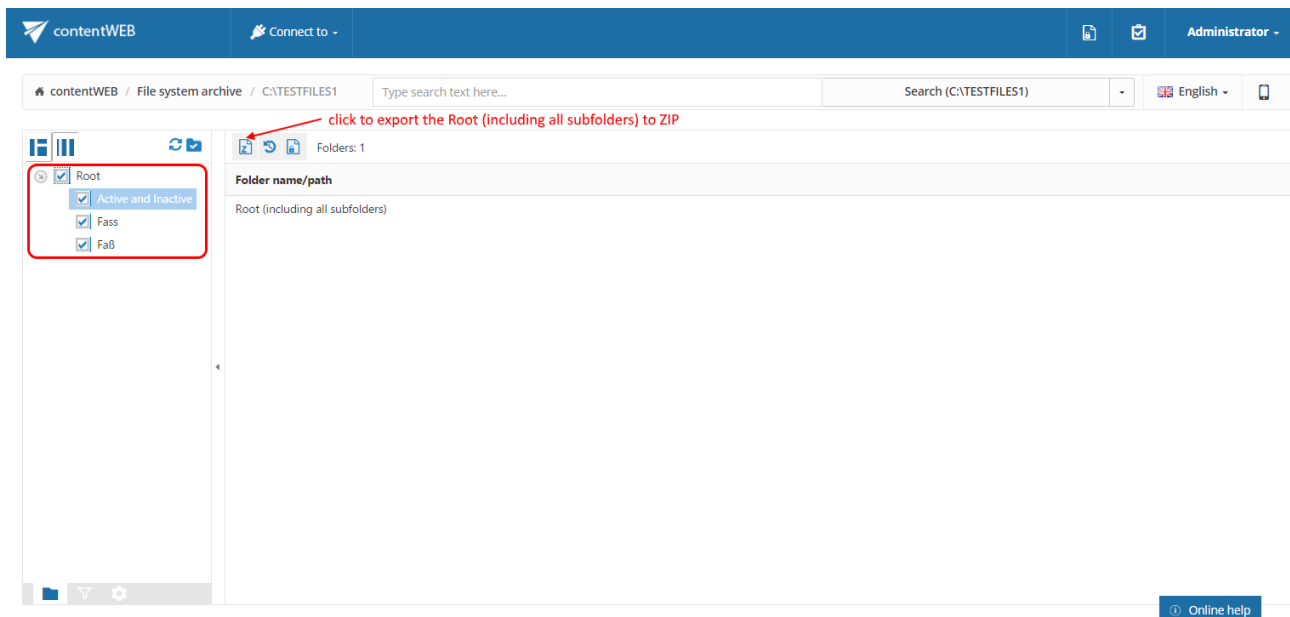 contentWEB
Connect to
Administrator
contentWEB / File system archive / C:\TESTFILES1
Type search text here...
Search (C:\TESTFILES1)
English
click to export the Root (including all subfolders) to ZIP
Folders: 1
Root
Active and Inactive
Fass
Faß
Folder name/path
Root (including all subfolders)
Online help